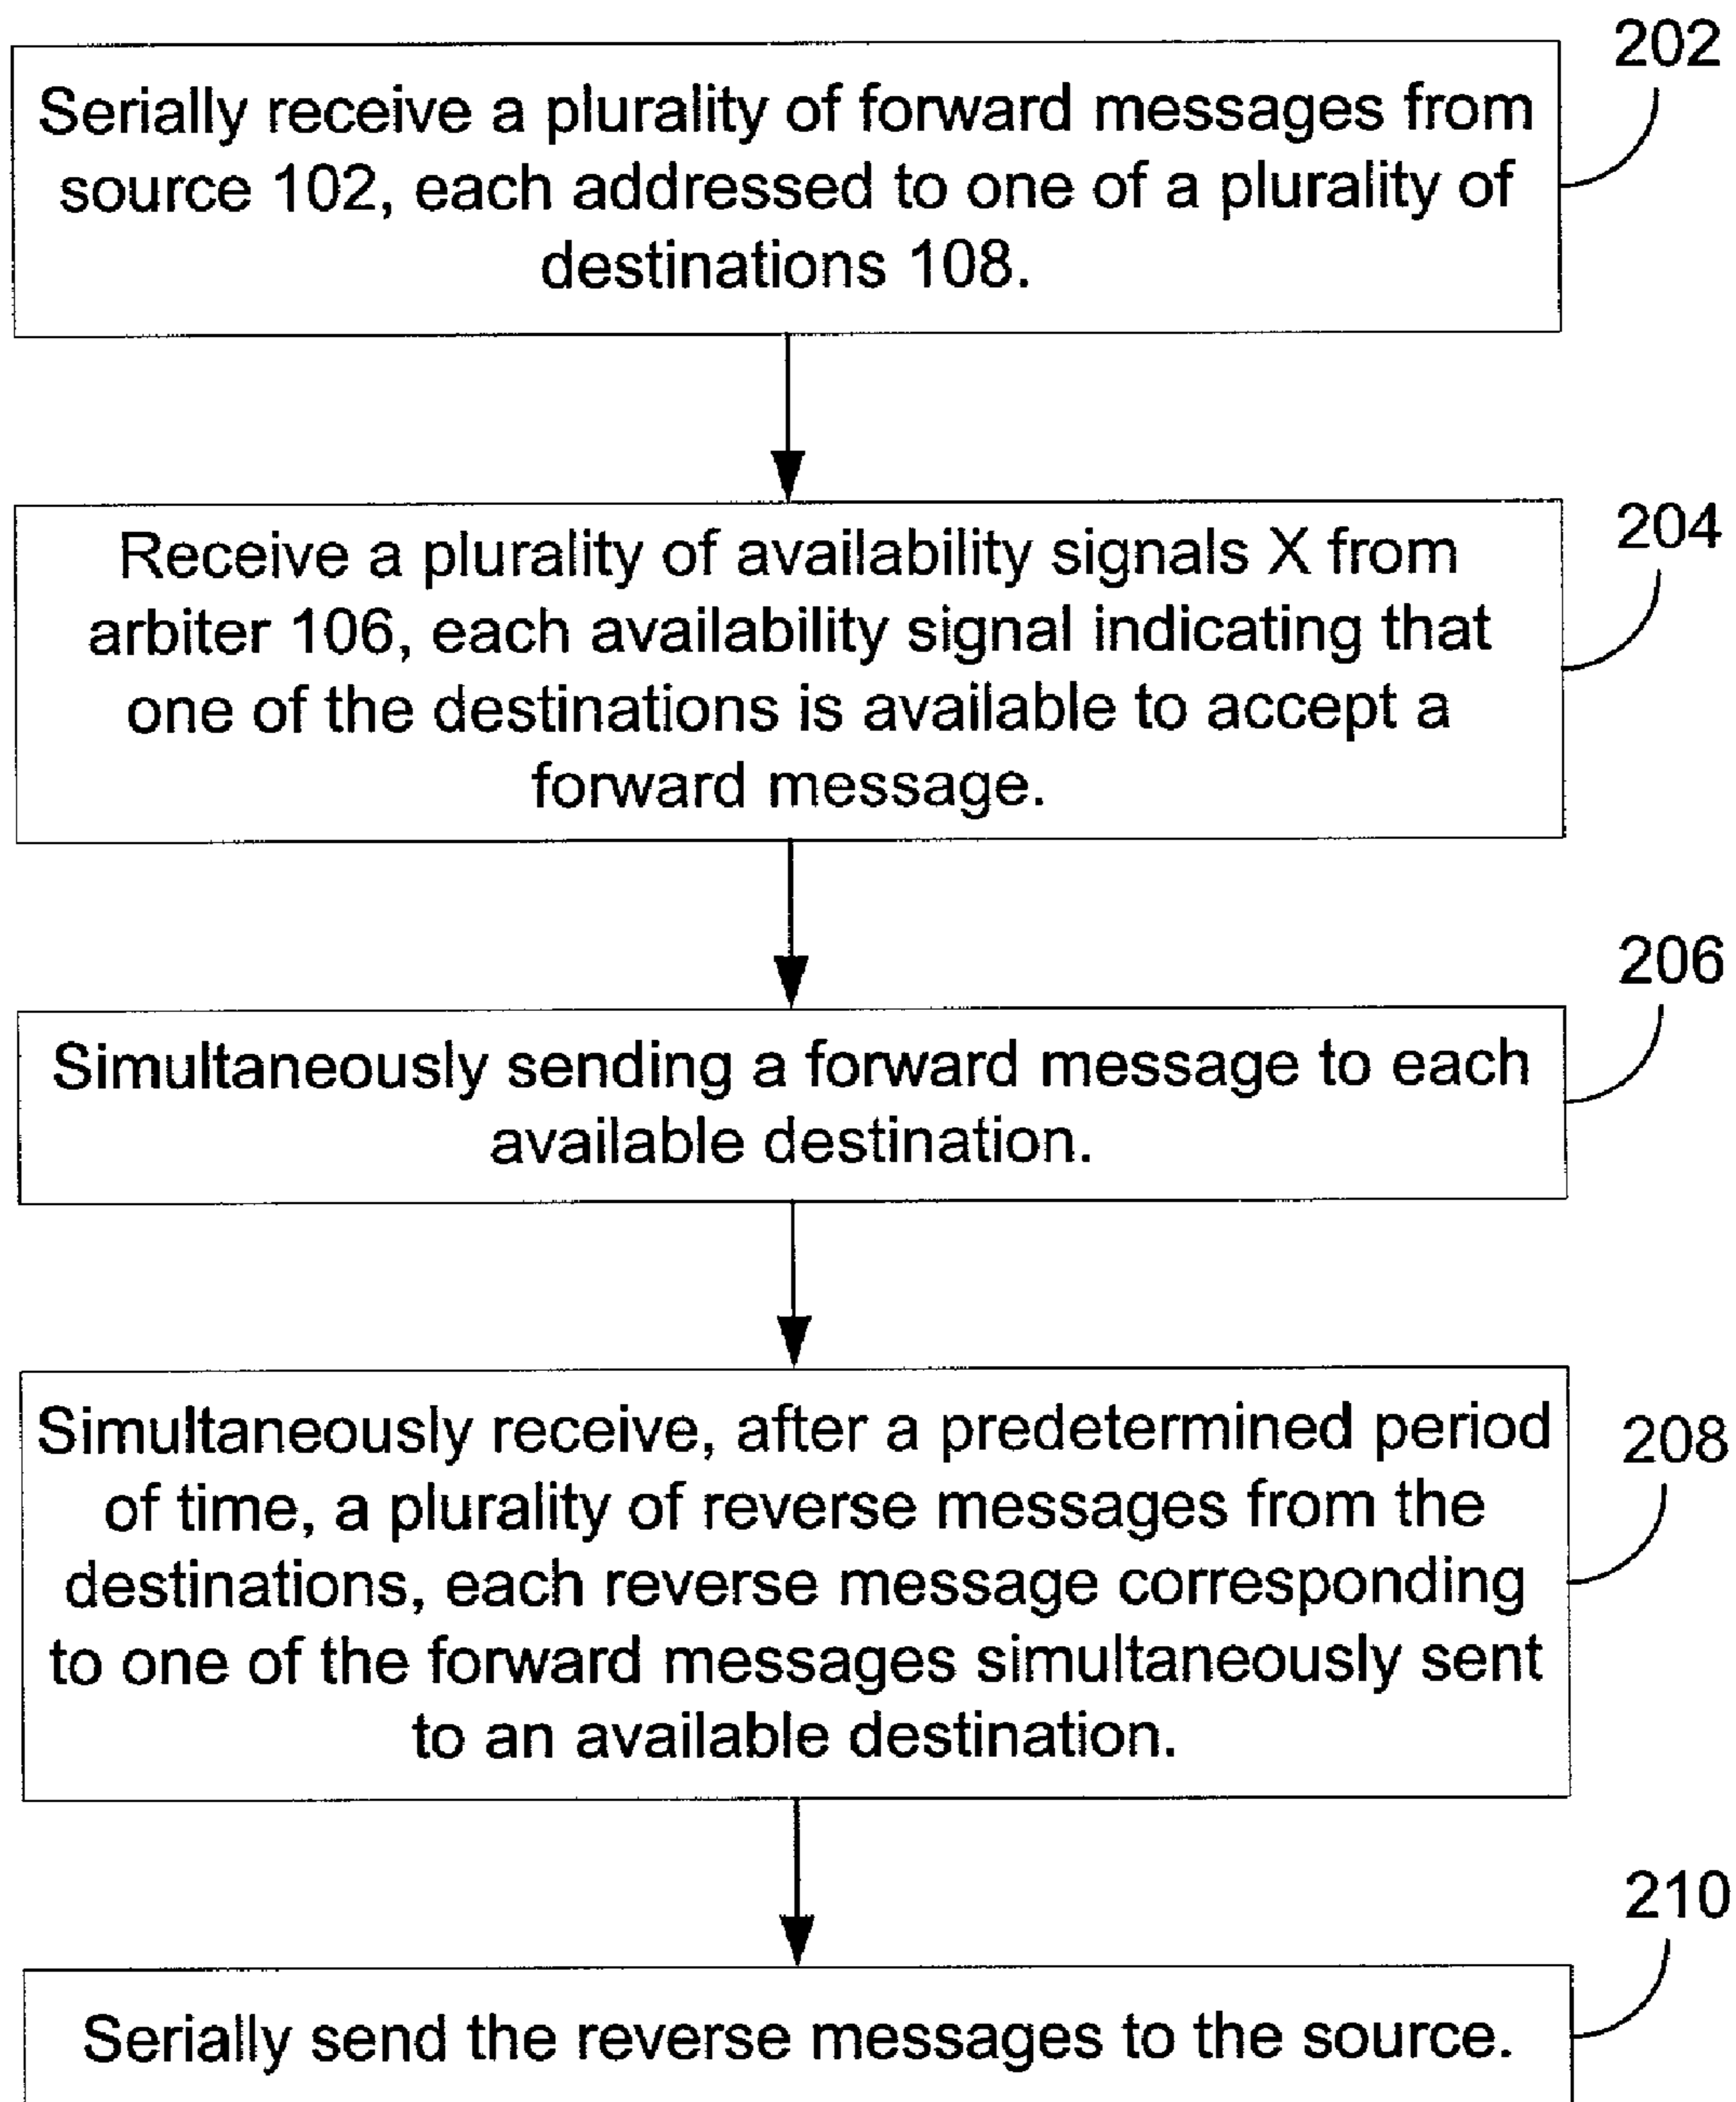 202
Serially receive a plurality of forward messages from
source 102, each addressed to one of a plurality of
destinations 108.
204
Receive a plurality of availability signals X from
arbiter 106, each availability signal indicating that
one of the destinations is available to accept a
forward message.
206
Simultaneously sending a forward message to each
available destination.
208
Simultaneously receive, after a predetermined period
of time, a plurality of reverse messages from the
destinations, each reverse message corresponding
to one of the forward messages simultaneously sent
to an available destination.
210
Serially send the reverse messages to the source.